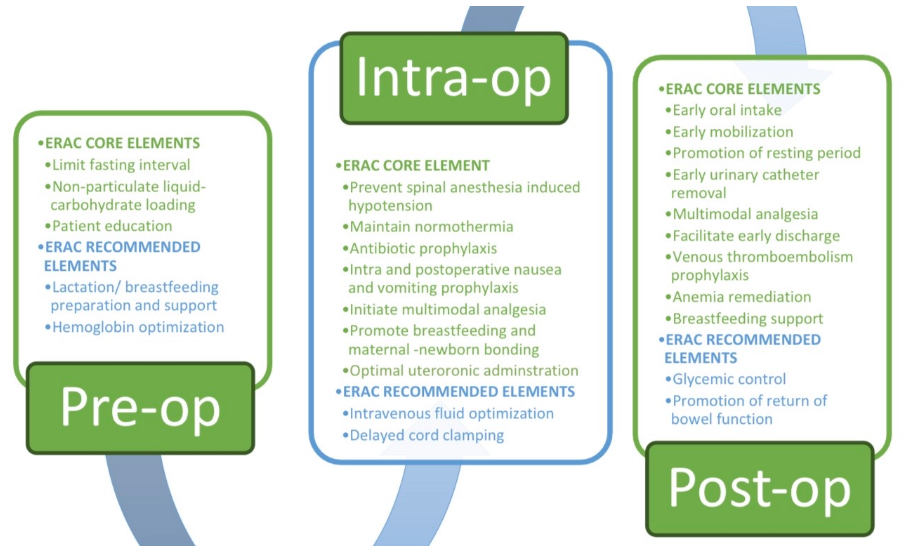 •ERAC CORE ELEMENTS
•Limit fasting interval
•Non-particulate liquid-
carbohydrate loading
•Patient education
•ERAC RECOMMENDED
ELEMENTS
•Lactation/ breastfeeding
preparation and support
•Hemoglobin optimization
Pre-op
Intra-op
•ERAC CORE ELEMENT
•Prevent spinal anesthesia induced
hypotension
•Maintain normothermia
•Antibiotic prophylaxis
•Intra and postoperative nausea
and vomiting prophylaxis
•Initiate multimodal analgesia
•Promote breastfeeding and
maternal -newborn bonding
•Optimal uteroronic adminstration
•ERAC RECOMMENDED ELEMENTS
•Intravenous fluid optimization
•Delayed cord clamping
•ERAC CORE ELEMENTS
•Early oral intake
•Early mobilization
•Promotion of resting period
•Early urinary catheter
removal
•Multimodal analgesia
•Facilitate early discharge
•Venous thromboembolism
prophylaxis
•Anemia remediation
•Breastfeeding support
•ERAC RECOMMENDED
ELEMENTS
•Glycemic control
•Promotion of return of
bowel function
Post-op